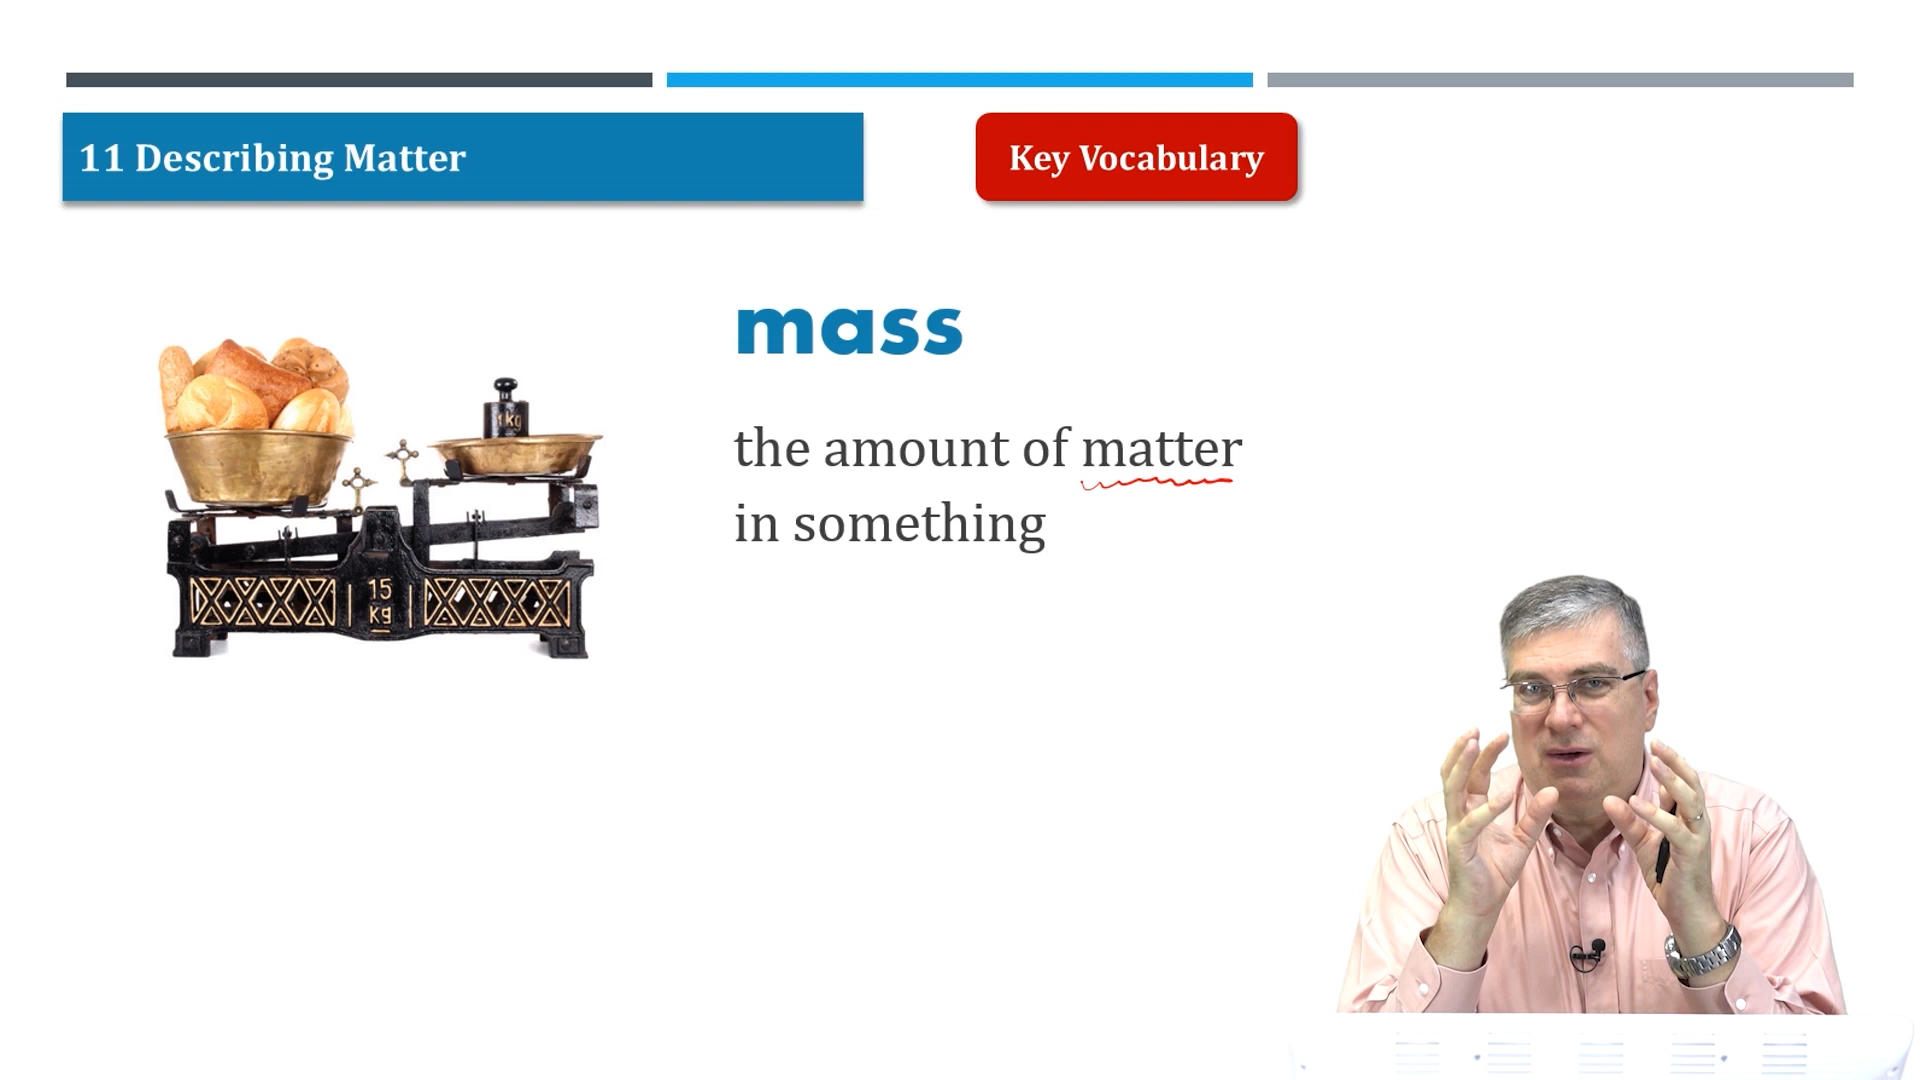 11 Describing Matter
Key Vocabulary
mass
the amount of matter
in something
1kg
15
kg